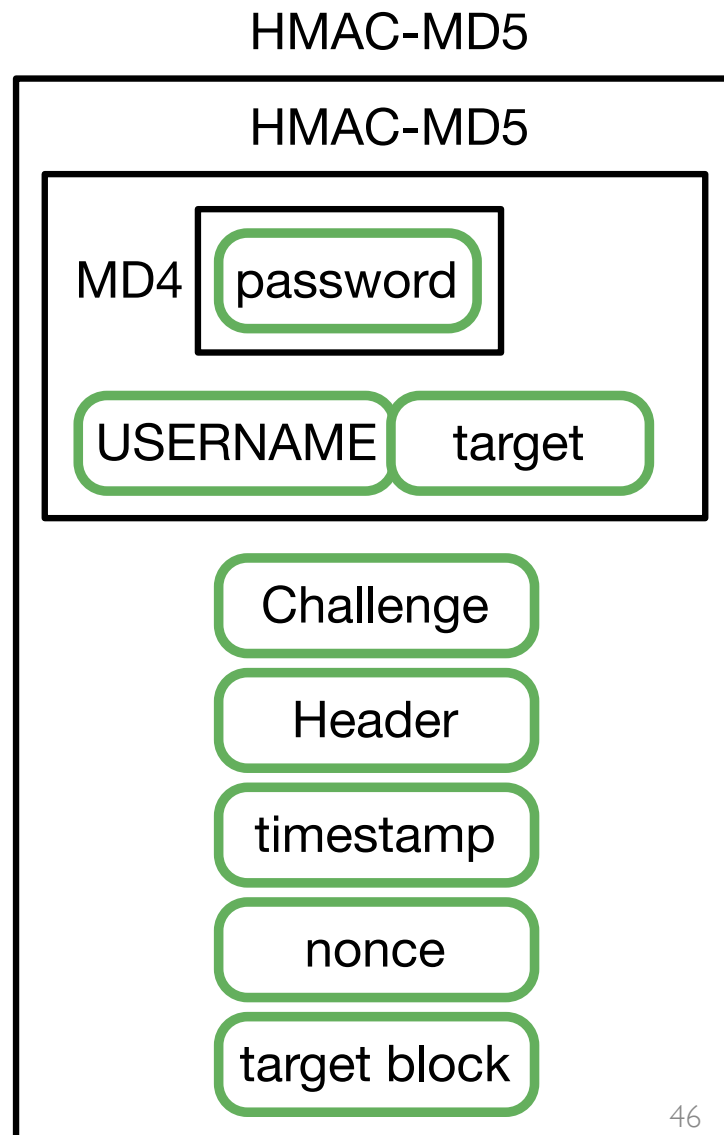 HMAC-MD5
HMAC-MD5
MD4 password
USERNAME target
Challenge
Header
timestamp
nonce
target block
46